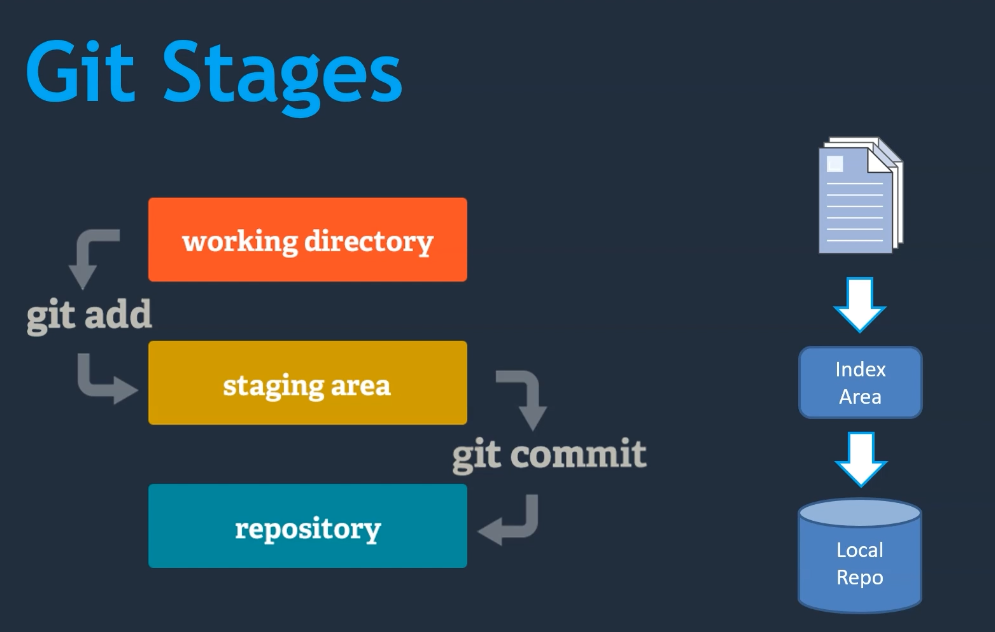 Git Stages
working directory
git add
staging area
git commit
repository
Index
Area
Local
Repo